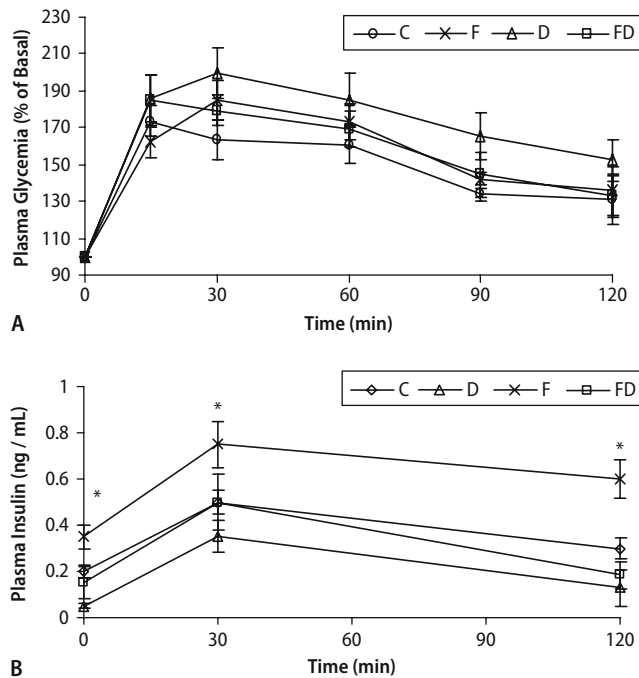 230
210
190
170
150
130
110
90
Plasma Glycemia (% of Basal)
C F D FD
0 30 60 90 120
Time (min)
A
1
0.8
0.6
0.4
0.2
0
Plasma Insulin (ng / mL)
C D F FD
*
*
*
0 30 60 90 120
Time (min)
B